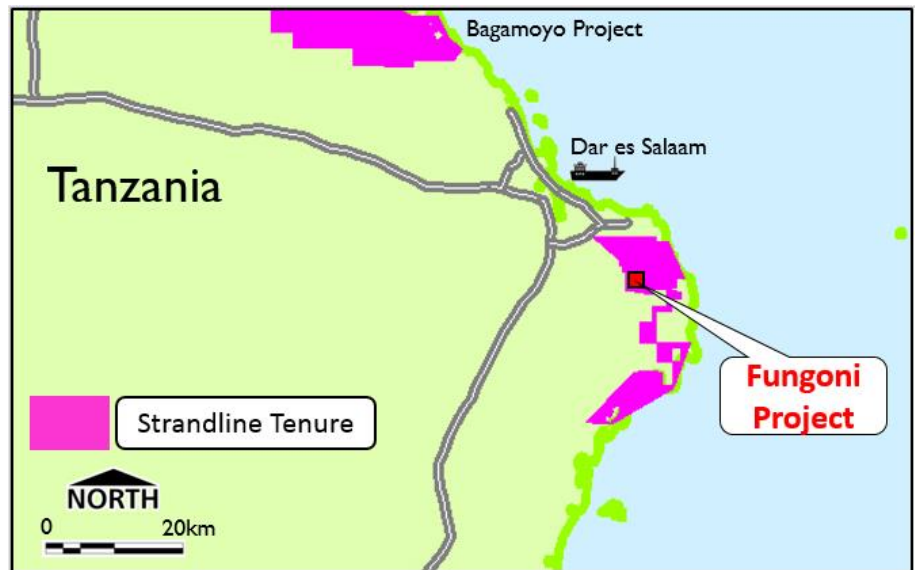 Bagamoyo Project
Dar es Salaam
Tanzania
Fungoni
Project
Strandline Tenure
NORTH
0 20km